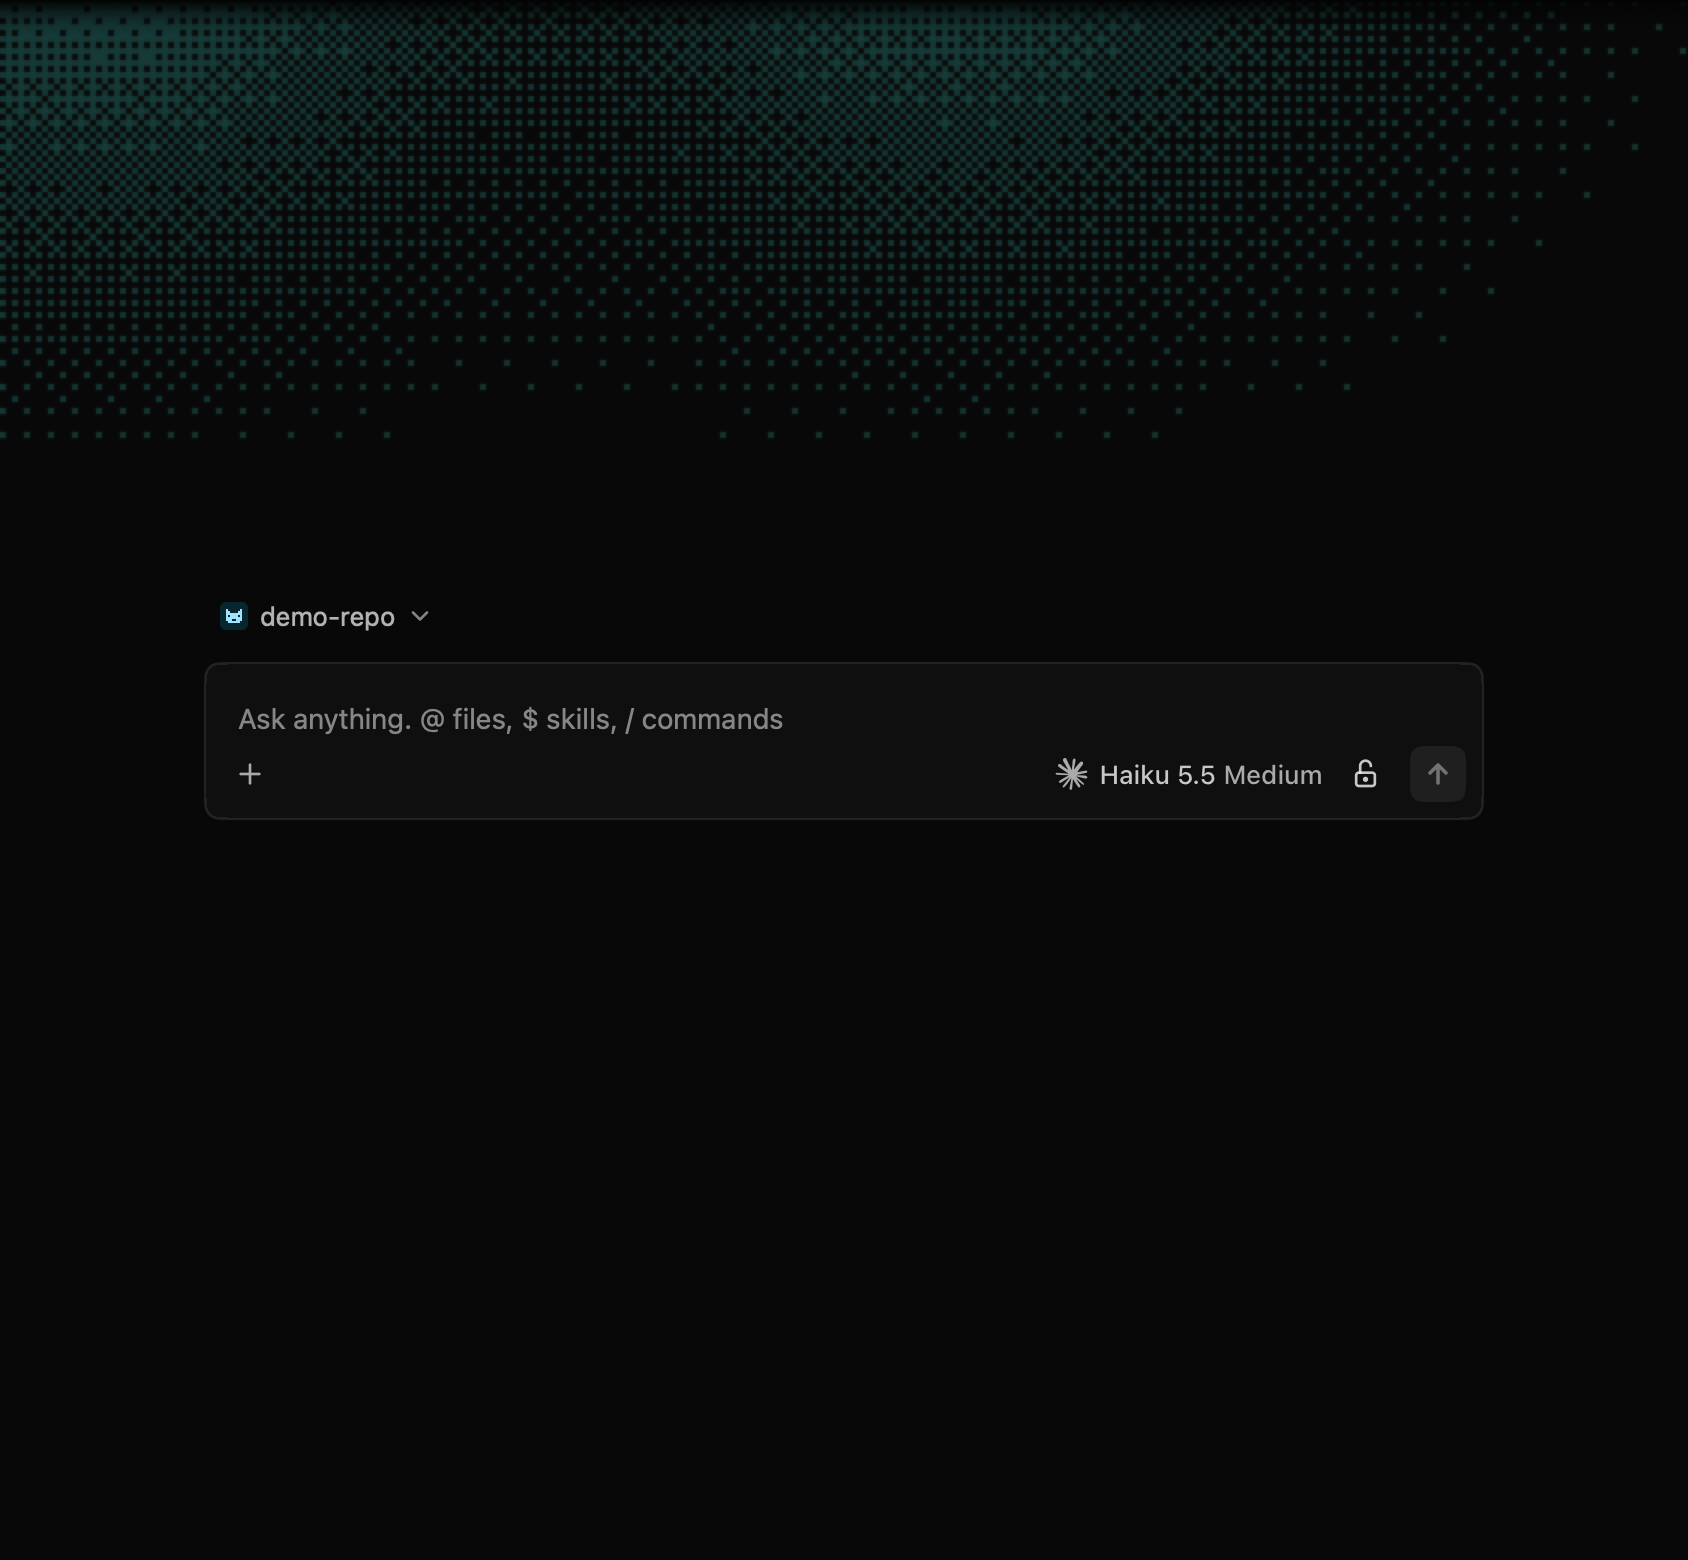 demo-repo
Ask anything. @ files, $ skills, / commands
Haiku 5.5 Medium